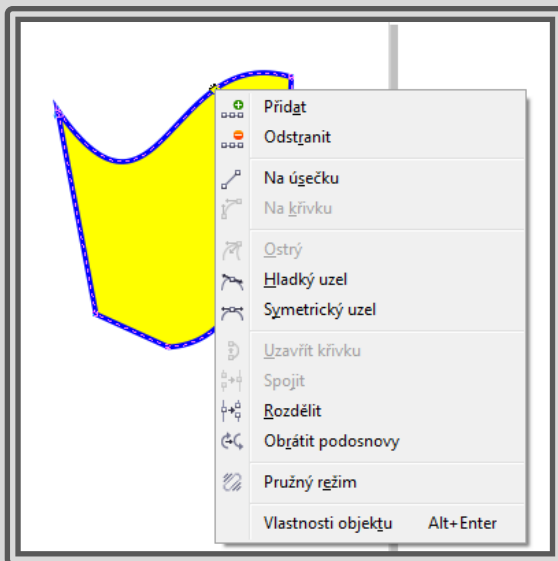 Přidat
Odstranit
Na úsečku
Na křivku
Ostrý
Hladký uzel
Symetrický uzel
Uzavřít křivku
Spojit
Rozdělit
Obrátit podosnovy
Pružný režim
Vlastnosti objektu Alt+Enter